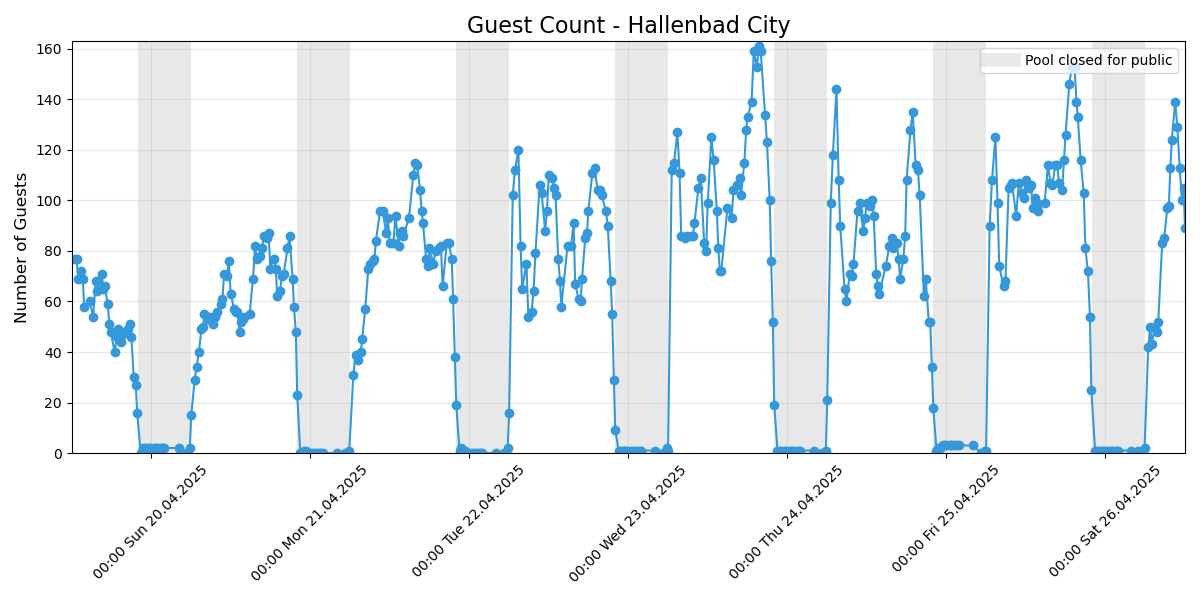 Guest Count - Hallenbad City
Number of Guests
160
140
120
100
80
60
40
20
0
Pool closed for public
00:00 Sun 20.04.2025
00:00 Mon 21.04.2025
00:00 Tue 22.04.2025
00:00 Wed 23.04.2025
00:00 Thu 24.04.2025
00:00 Fri 25.04.2025
00:00 Sat 26.04.2025